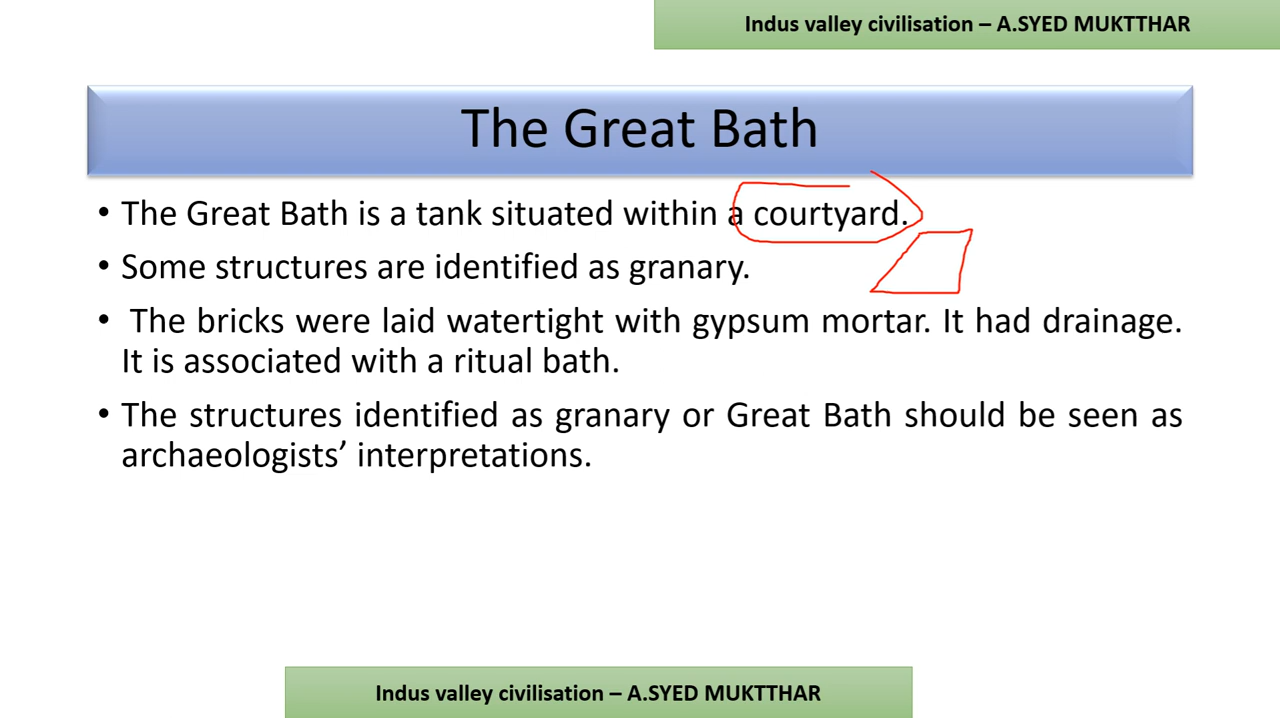 Indus valley civilisation – A.SYED MUKTTHAR
The Great Bath
• The Great Bath is a tank situated within a courtyard.
• Some structures are identified as granary.
• The bricks were laid watertight with gypsum mortar. It had drainage.
It is associated with a ritual bath.
• The structures identified as granary or Great Bath should be seen as
archaeologists’ interpretations.
Indus valley civilisation – A.SYED MUKTTHAR